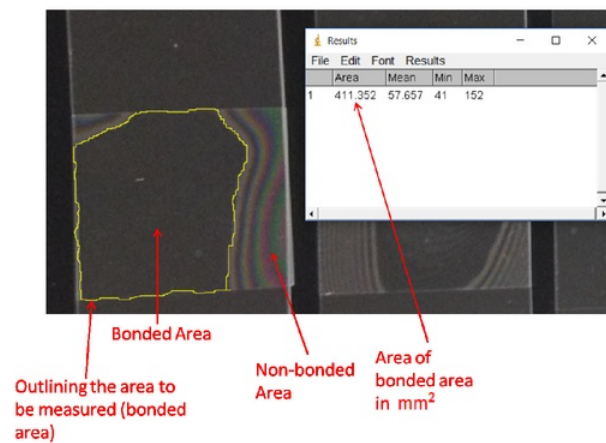 Results
File Edit Font Results
Area Mean Min Max
1 411.352 57.657 41 152
Bonded Area
Non-bonded
Area
Area of
bonded area
in mm²
Outlining the area to
be measured (bonded
area)